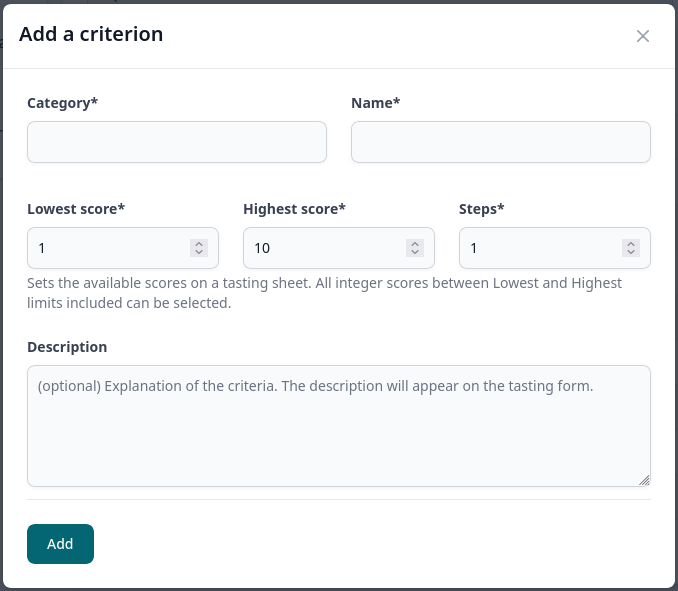 Add a criterion
Category*
Name*
Lowest score*
Highest score*
Steps*
1
10
1
Sets the available scores on a tasting sheet. All integer scores between Lowest and Highest
limits included can be selected.
Description
(optional) Explanation of the criteria. The description will appear on the tasting form.
Add